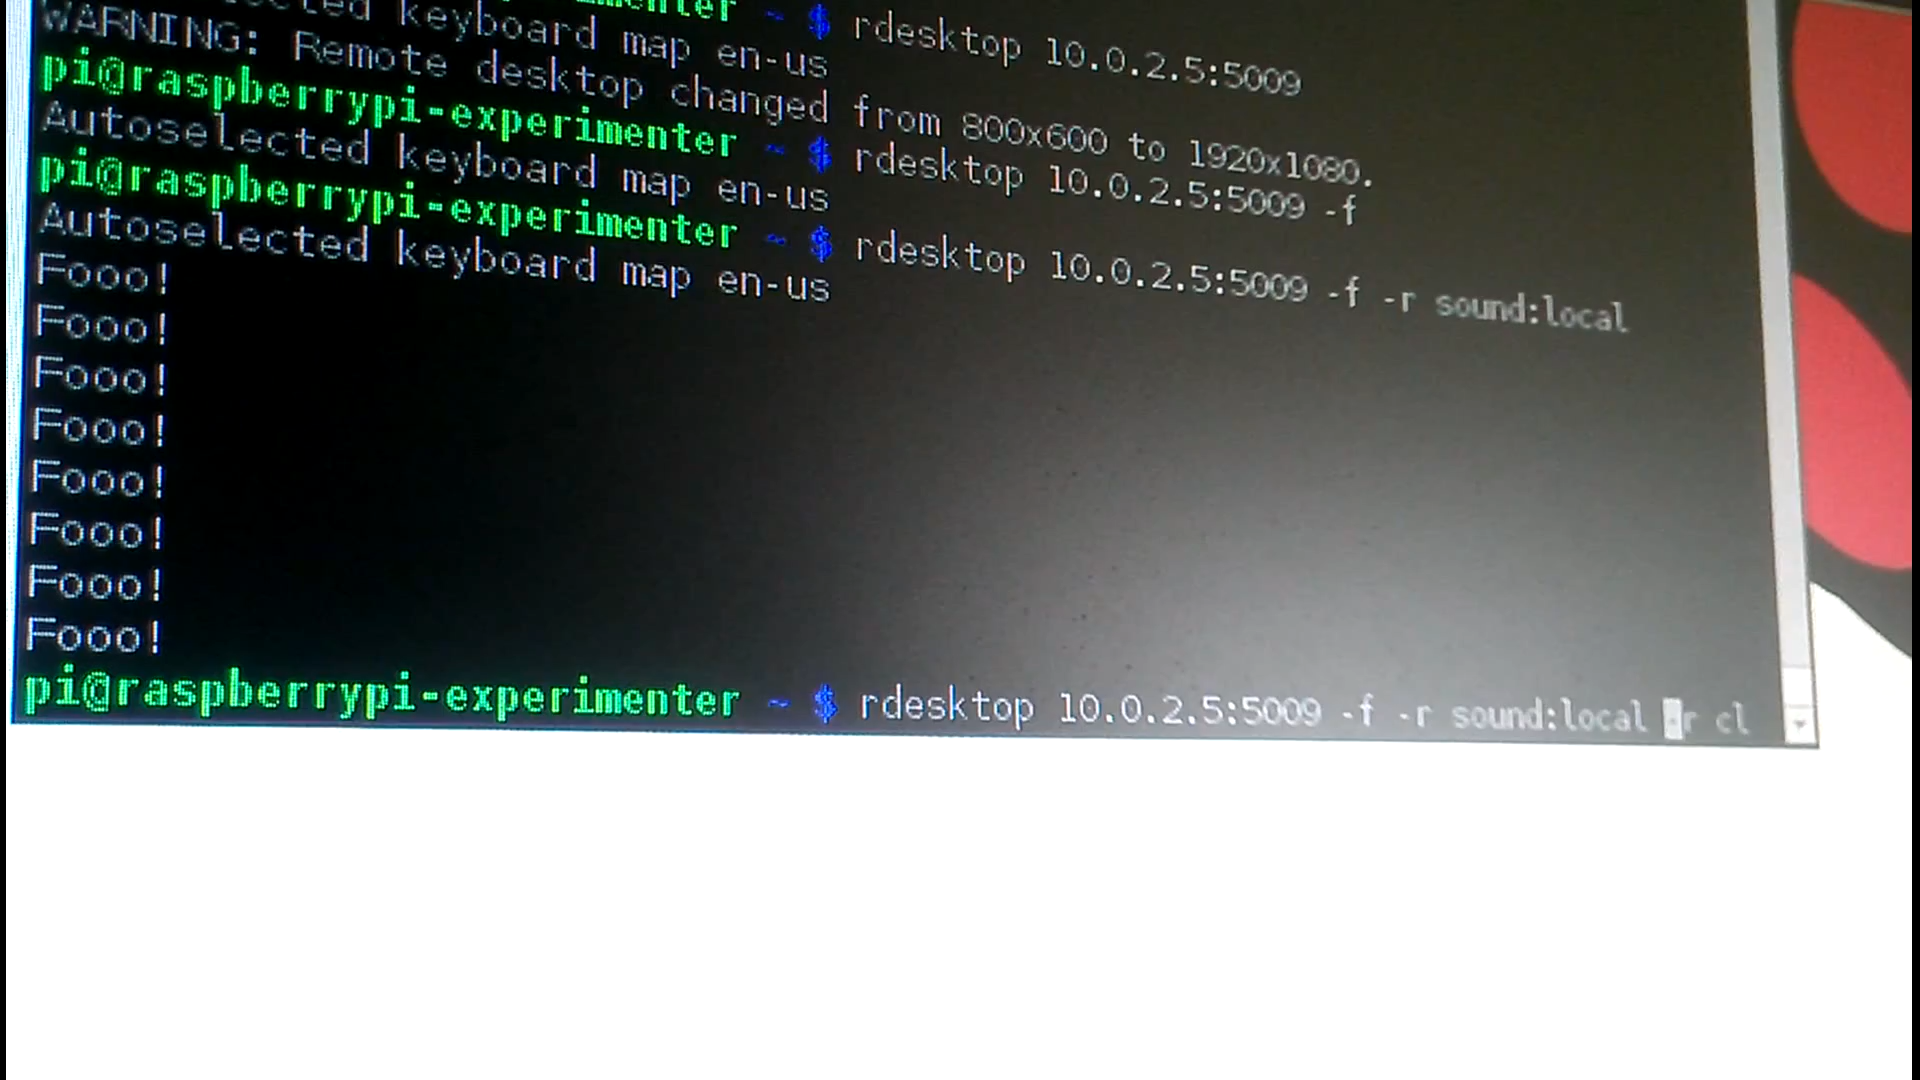 pi@raspberrypi-experimenter ~ $ rdesktop 10.0.2.5:5009
keyboard map en-us
WARNING: Remote desktop changed from 800x600 to 1920x1080.
pi@raspberrypi-experimenter ~ $ rdesktop 10.0.2.5:5009 -f
Autoselected keyboard map en-us
pi@raspberrypi-experimenter ~ $ rdesktop 10.0.2.5:5009 -f -r sound:local
Autoselected keyboard map en-us
Fooo!
Fooo!
Fooo!
Fooo!
Fooo!
Fooo!
Fooo!
Fooo!
pi@raspberrypi-experimenter ~ $ rdesktop 10.0.2.5:5009 -f -r sound:local -r cl